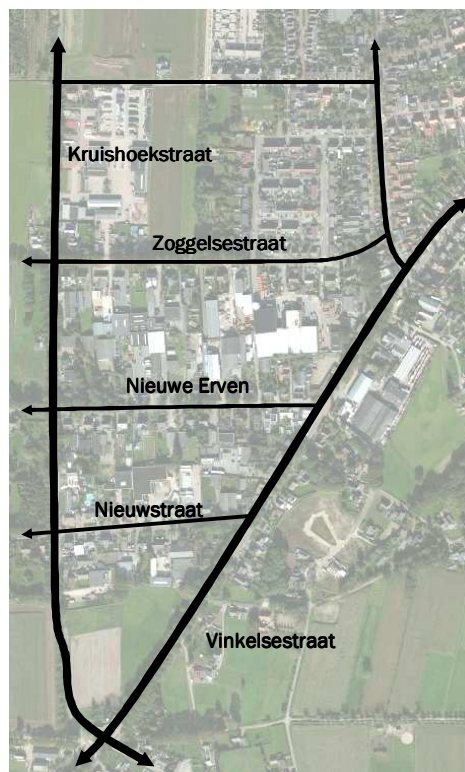 Kruishoekstraat
Zoggelsestraat
Nieuwe Erven
Nieuwstraat
Vinkelsestraat